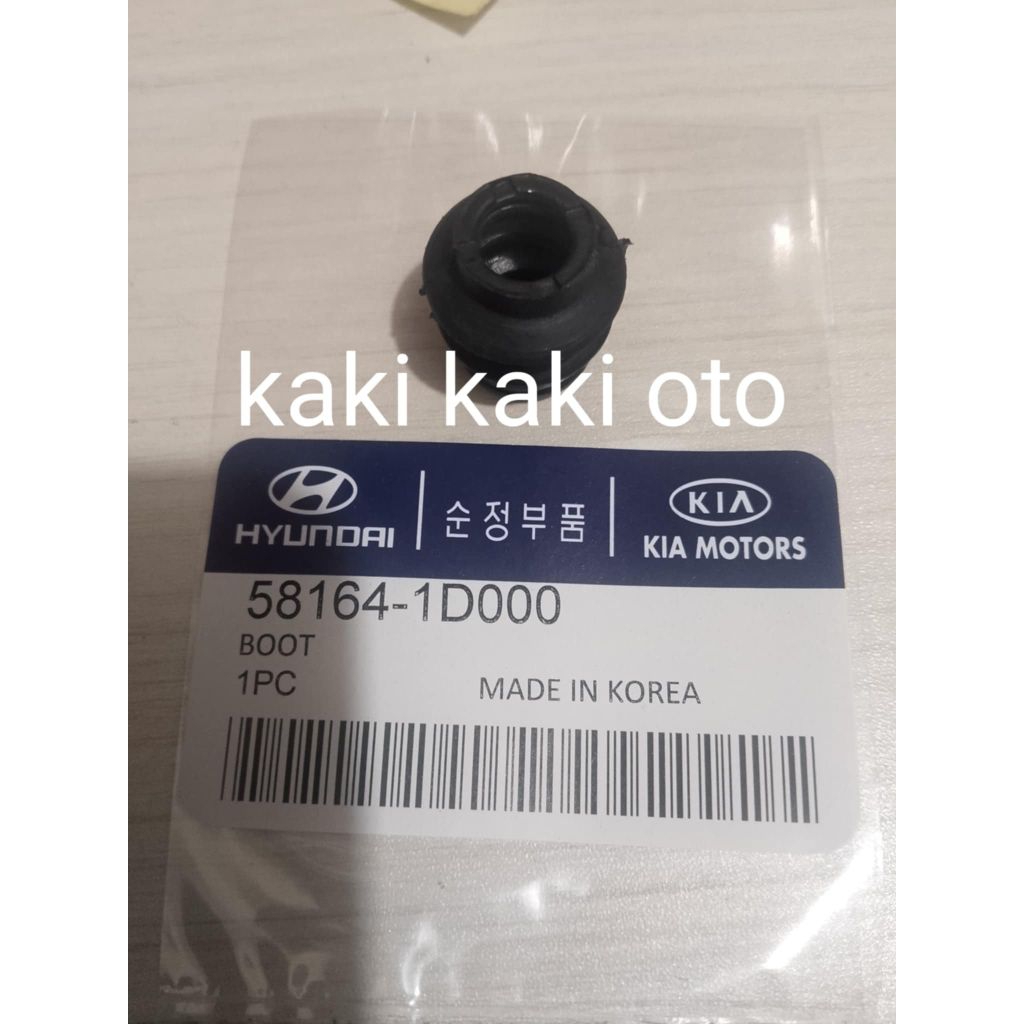 kaki kaki oto
HYUNDAI
순정부품
KIA
KIA MOTORS
58164-1D000
BOOT
1PC
MADE IN KOREA